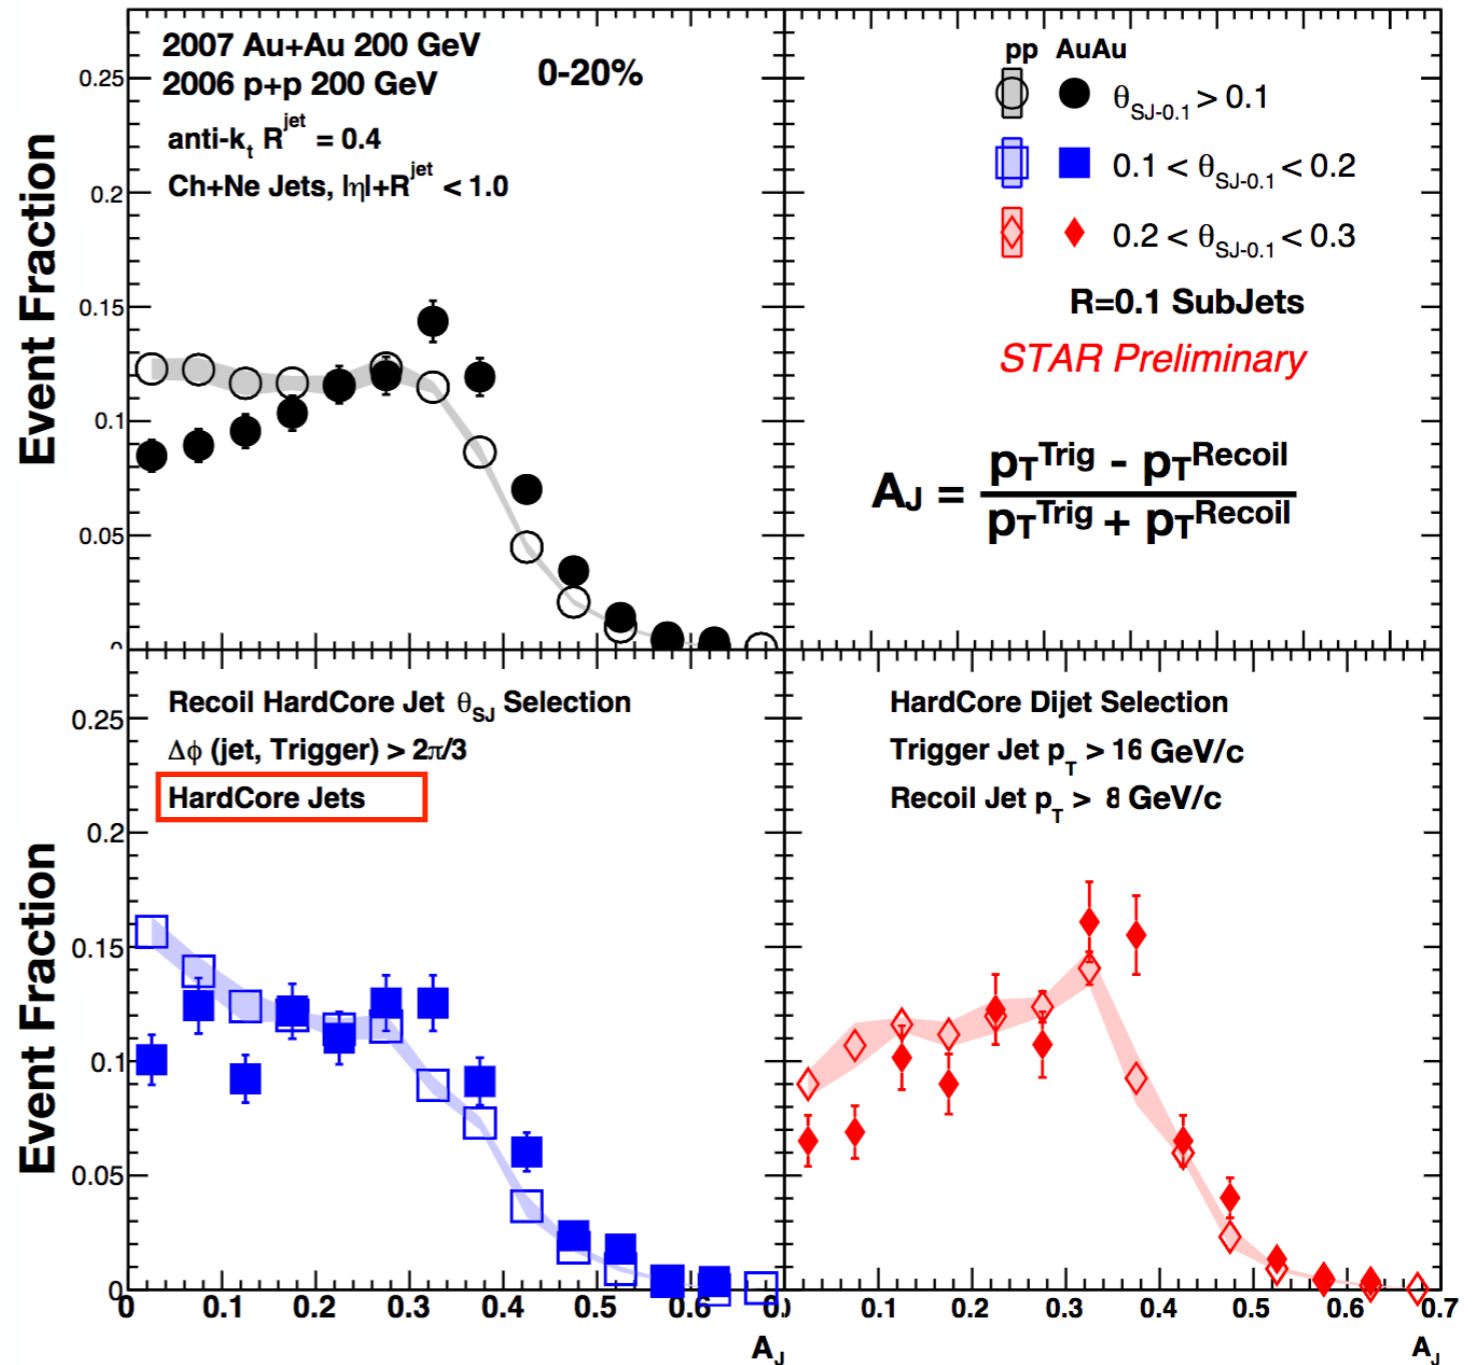 2007 Au+Au 200 GeV
2006 p+p 200 GeV
0-20%
anti-kt R^jet = 0.4
Ch+Ne Jets, |η|+R^jet < 1.0
Event Fraction
0.25
0.2
0.15
0.1
0.05
0
pp AuAu
θSJ-0.1 > 0.1
0.1 < θSJ-0.1 < 0.2
0.2 < θSJ-0.1 < 0.3
R=0.1 SubJets
STAR Preliminary
AJ = pT^Trig - pT^Recoil
pT^Trig + pT^Recoil
Recoil HardCore Jet θSJ Selection
Δϕ (jet, Trigger) > 2π/3
HardCore Jets
Event Fraction
0.25
0.2
0.15
0.1
0.05
0
0 0.1 0.2 0.3 0.4 0.5 0.6
AJ
HardCore Dijet Selection
Trigger Jet pT > 16 GeV/c
Recoil Jet pT > 8 GeV/c
0.1 0.2 0.3 0.4 0.5 0.6 0.7
AJ